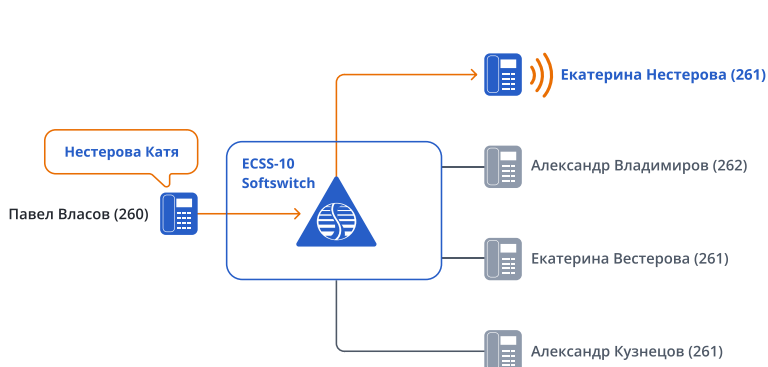 Екатерина Нестерова (261)
Нестерова Катя
ECSS-10
Softswitch
Александр Владимиров (262)
Павел Власов (260)
Екатерина Вестерова (261)
Александр Кузнецов (261)